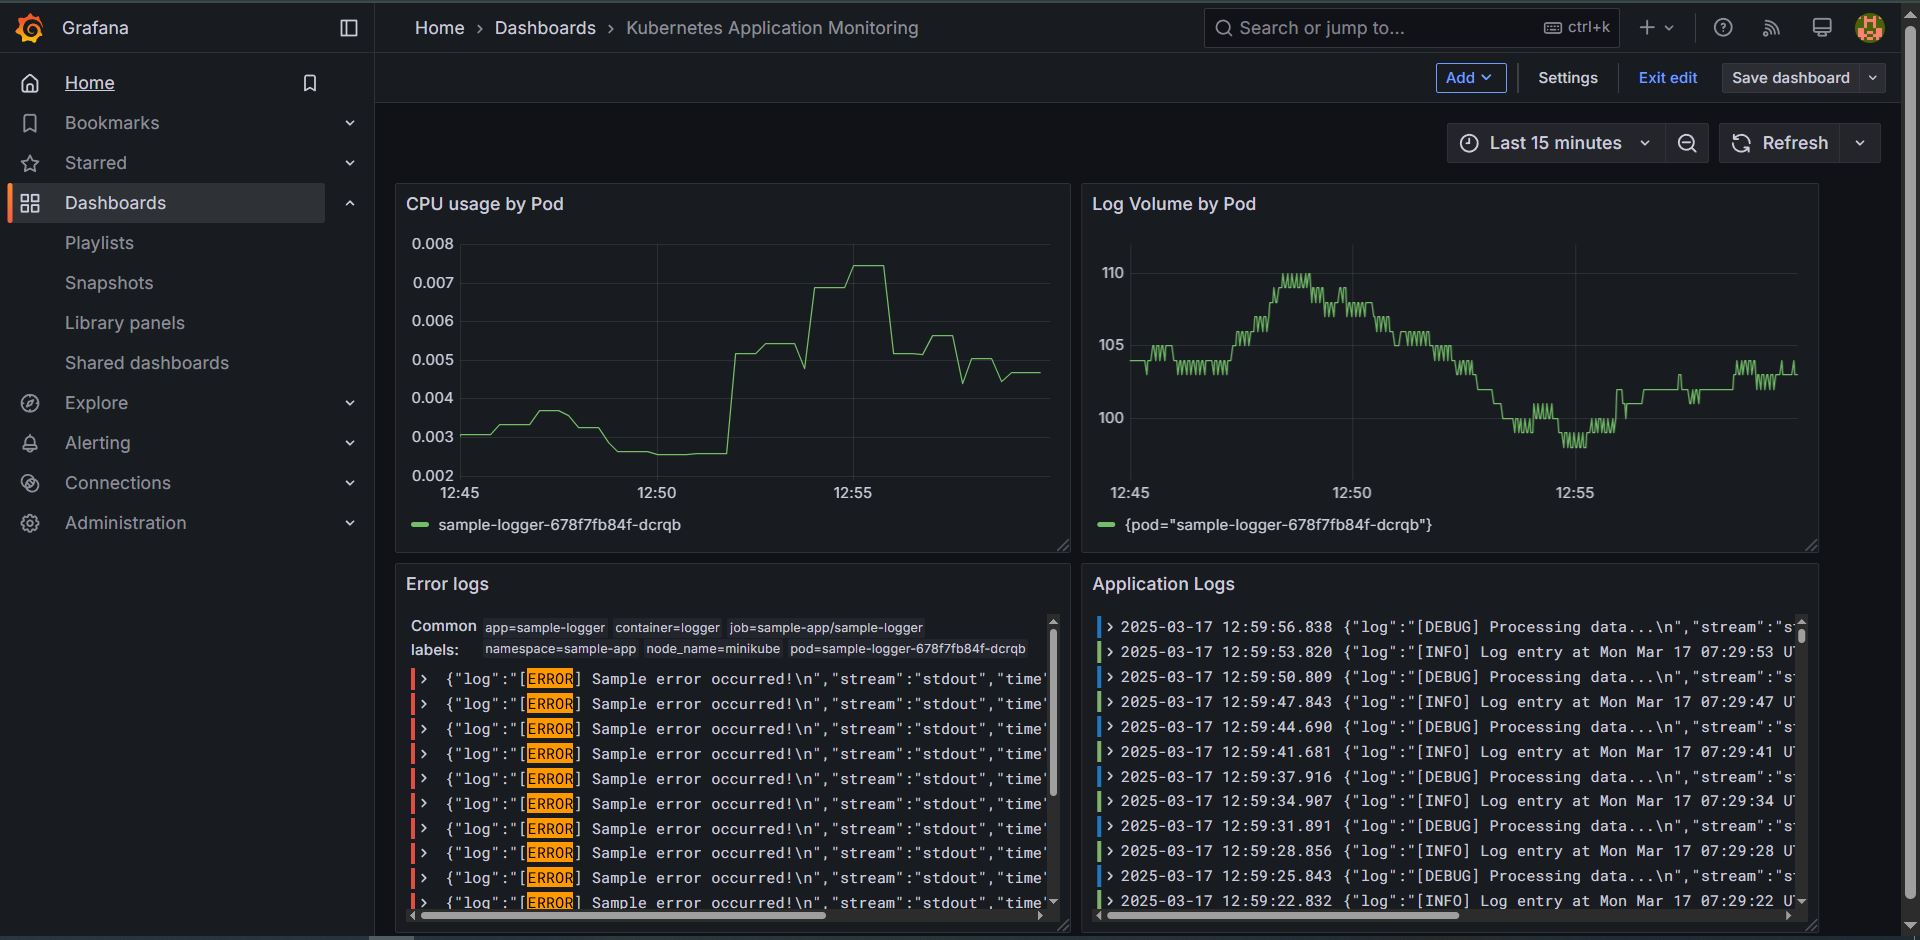 Grafana
Home
Bookmarks
Starred
Dashboards
Playlists
Snapshots
Library panels
Shared dashboards
Explore
Alerting
Connections
Administration
Home › Dashboards › Kubernetes Application Monitoring
Search or jump to... ctrl+k
Add Settings Exit edit Save dashboard
Last 15 minutes Refresh
CPU usage by Pod
0.008
0.007
0.006
0.005
0.004
0.003
0.002
12:45 12:50 12:55
sample-logger-678f7fb84f-dcrqb
Log Volume by Pod
110
105
100
12:45 12:50 12:55
{pod="sample-logger-678f7fb84f-dcrqb"}
Error logs
Common labels: app=sample-logger container=logger job=sample-app/sample-logger
namespace=sample-app node_name=minikube pod=sample-logger-678f7fb84f-dcrqb
{"log":"[ERROR] Sample error occurred!\n","stream":"stdout","time"
{"log":"[ERROR] Sample error occurred!\n","stream":"stdout","time"
{"log":"[ERROR] Sample error occurred!\n","stream":"stdout","time"
{"log":"[ERROR] Sample error occurred!\n","stream":"stdout","time"
{"log":"[ERROR] Sample error occurred!\n","stream":"stdout","time"
{"log":"[ERROR] Sample error occurred!\n","stream":"stdout","time"
{"log":"[ERROR] Sample error occurred!\n","stream":"stdout","time"
{"log":"[ERROR] Sample error occurred!\n","stream":"stdout","time"
{"log":"[ERROR] Sample error occurred!\n","stream":"stdout","time"
{"log":"[ERROR] Sample error occurred!\n","stream":"stdout","time"
Application Logs
2025-03-17 12:59:56.838 {"log":"[DEBUG] Processing data...\n","stream":"s
2025-03-17 12:59:53.820 {"log":"[INFO] Log entry at Mon Mar 17 07:29:53 U
2025-03-17 12:59:50.809 {"log":"[DEBUG] Processing data...\n","stream":"s
2025-03-17 12:59:47.843 {"log":"[INFO] Log entry at Mon Mar 17 07:29:47 U
2025-03-17 12:59:44.690 {"log":"[DEBUG] Processing data...\n","stream":"s
2025-03-17 12:59:41.681 {"log":"[INFO] Log entry at Mon Mar 17 07:29:41 U
2025-03-17 12:59:37.916 {"log":"[DEBUG] Processing data...\n","stream":"s
2025-03-17 12:59:34.907 {"log":"[INFO] Log entry at Mon Mar 17 07:29:34 U
2025-03-17 12:59:31.891 {"log":"[DEBUG] Processing data...\n","stream":"s
2025-03-17 12:59:28.856 {"log":"[INFO] Log entry at Mon Mar 17 07:29:28 U
2025-03-17 12:59:25.843 {"log":"[DEBUG] Processing data...\n","stream":"s
2025-03-17 12:59:22.832 {"log":"[INFO] Log entry at Mon Mar 17 07:29:22 U